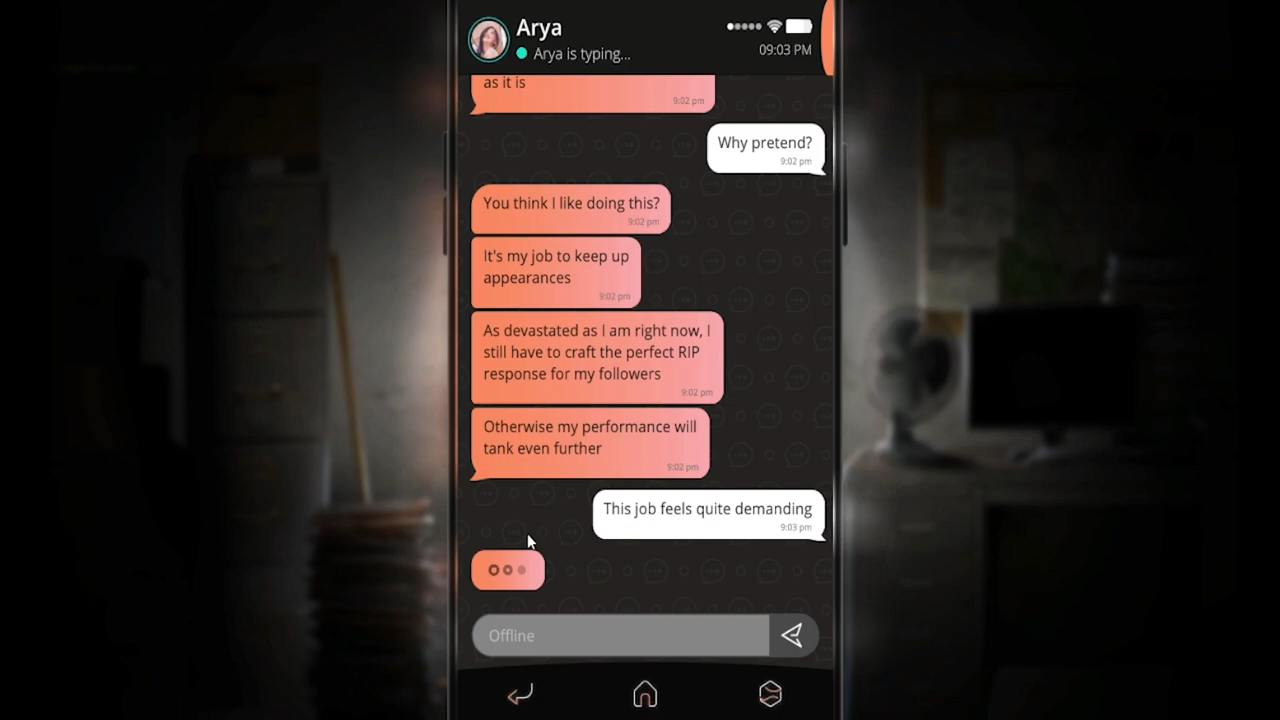 Arya
Arya is typing...
09:03 PM
as it is
9:02 pm
Why pretend?
9:02 pm
You think I like doing this?
9:02 pm
It's my job to keep up
appearances
9:02 pm
As devastated as I am right now, I
still have to craft the perfect RIP
response for my followers
9:02 pm
Otherwise my performance will
tank even further
9:02 pm
This job feels quite demanding
9:03 pm
Offline